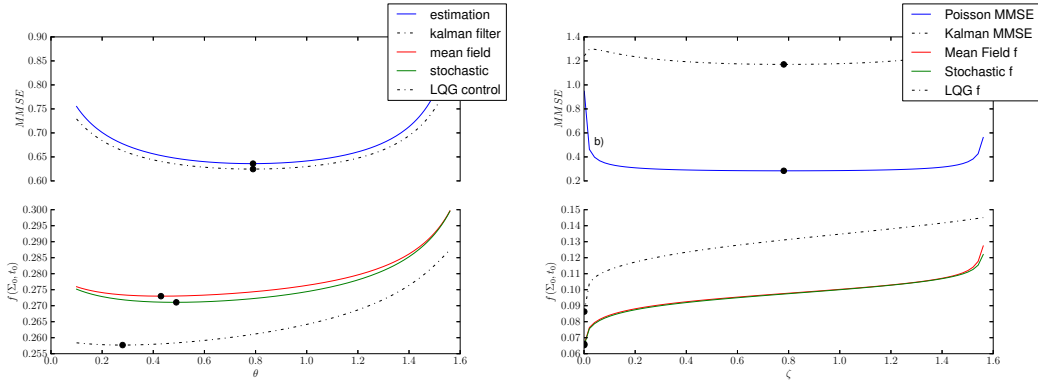 estimation
kalman filter
mean field
stochastic
LQG control
0.90
0.85
0.80
0.75
0.70
0.65
0.60
MMSE
0.300
0.295
0.290
0.285
0.280
0.275
0.270
0.265
0.260
0.255
f(Σ₀,t₀)
0.0 0.2 0.4 0.6 0.8 1.0 1.2 1.4 1.6
θ
Poisson MMSE
Kalman MMSE
Mean Field f
Stochastic f
LQG f
1.4
1.2
1.0
0.8
0.6
0.4
0.2
MMSE
b)
0.15
0.14
0.13
0.12
0.11
0.10
0.09
0.08
0.07
0.06
f(Σ₀,t₀)
0.0 0.2 0.4 0.6 0.8 1.0 1.2 1.4 1.6
ζ